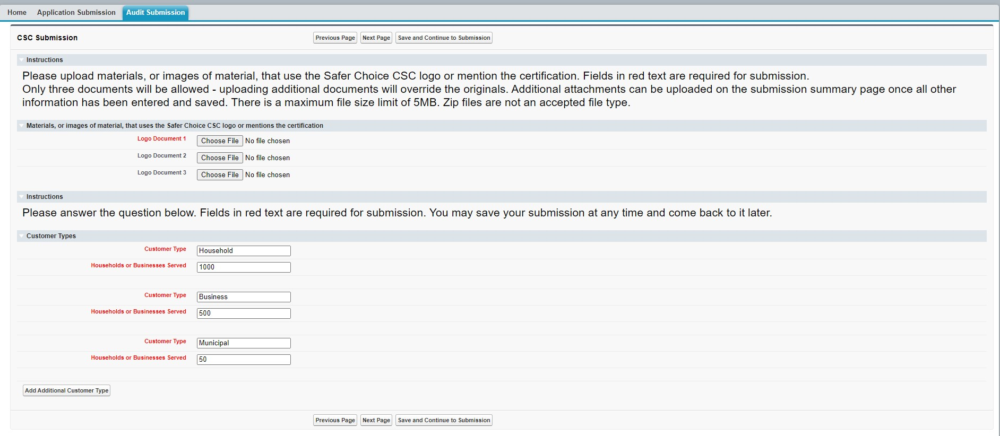 Home Application Submission Audit Submission
CSC Submission
Previous Page Next Page Save and Continue to Submission
Instructions
Please upload materials, or images of material, that use the Safer Choice CSC logo or mention the certification. Fields in red text are required for submission.
Only three documents will be allowed - uploading additional documents will override the originals. Additional attachments can be uploaded on the submission summary page once all other
information has been entered and saved. There is a maximum file size limit of 5MB. Zip files are not an accepted file type.
Materials, or images of material, that uses the Safer Choice CSC logo or mentions the certification
Logo Document 1 Choose File No file chosen
Logo Document 2 Choose File No file chosen
Logo Document 3 Choose File No file chosen
Instructions
Please answer the question below. Fields in red text are required for submission. You may save your submission at any time and come back to it later.
Customer Types
Customer Type Household
Households or Businesses Served 1000
Customer Type Business
Households or Businesses Served 500
Customer Type Municipal
Households or Businesses Served 50
Add Additional Customer Type
Previous Page Next Page Save and Continue to Submission